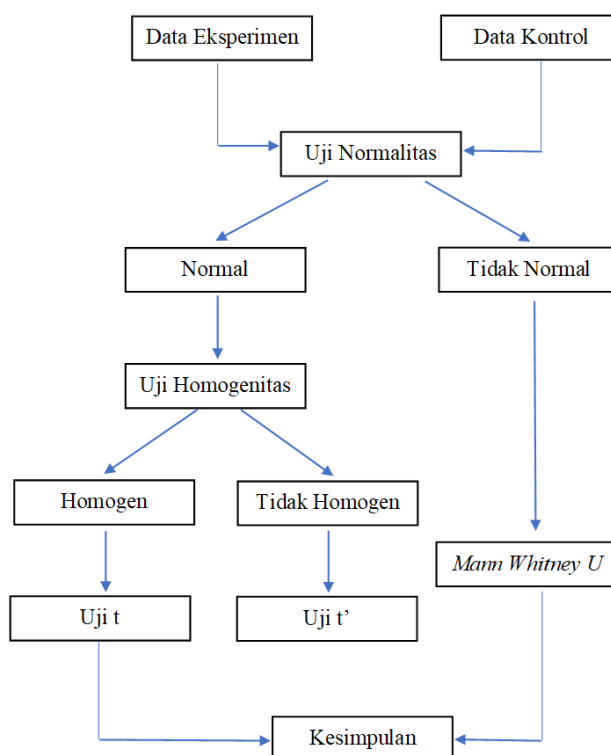 Data Eksperimen
Data Kontrol
Uji Normalitas
Normal
Tidak Normal
Uji Homogenitas
Homogen
Tidak Homogen
Mann Whitney U
Uji t
Uji t’
Kesimpulan